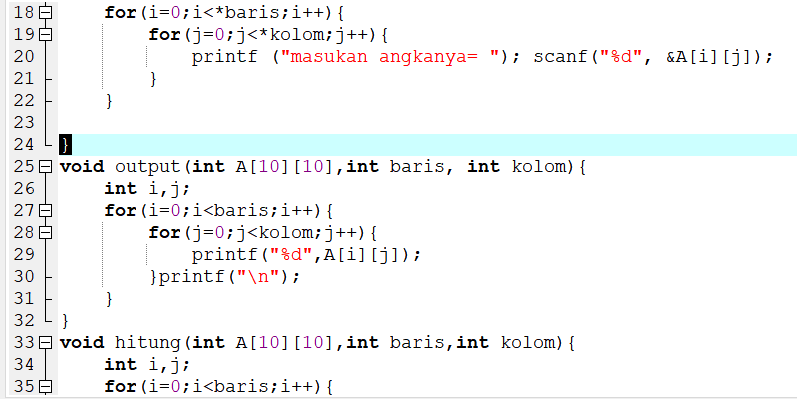 18 for(i=0;i<*baris;i++){
19 for(j=0;j<*kolom;j++){
20 printf ("masukan angkanya= "); scanf("%d", &A[i][j]);
21 }
22 }
23
24 }
25 void output(int A[10][10],int baris, int kolom){
26 int i,j;
27 for(i=0;i<baris;i++){
28 for(j=0;j<kolom;j++){
29 printf("%d",A[i][j]);
30 }printf("\n");
31 }
32 }
33 void hitung(int A[10][10],int baris,int kolom){
34 int i,j;
35 for(i=0;i<baris;i++){